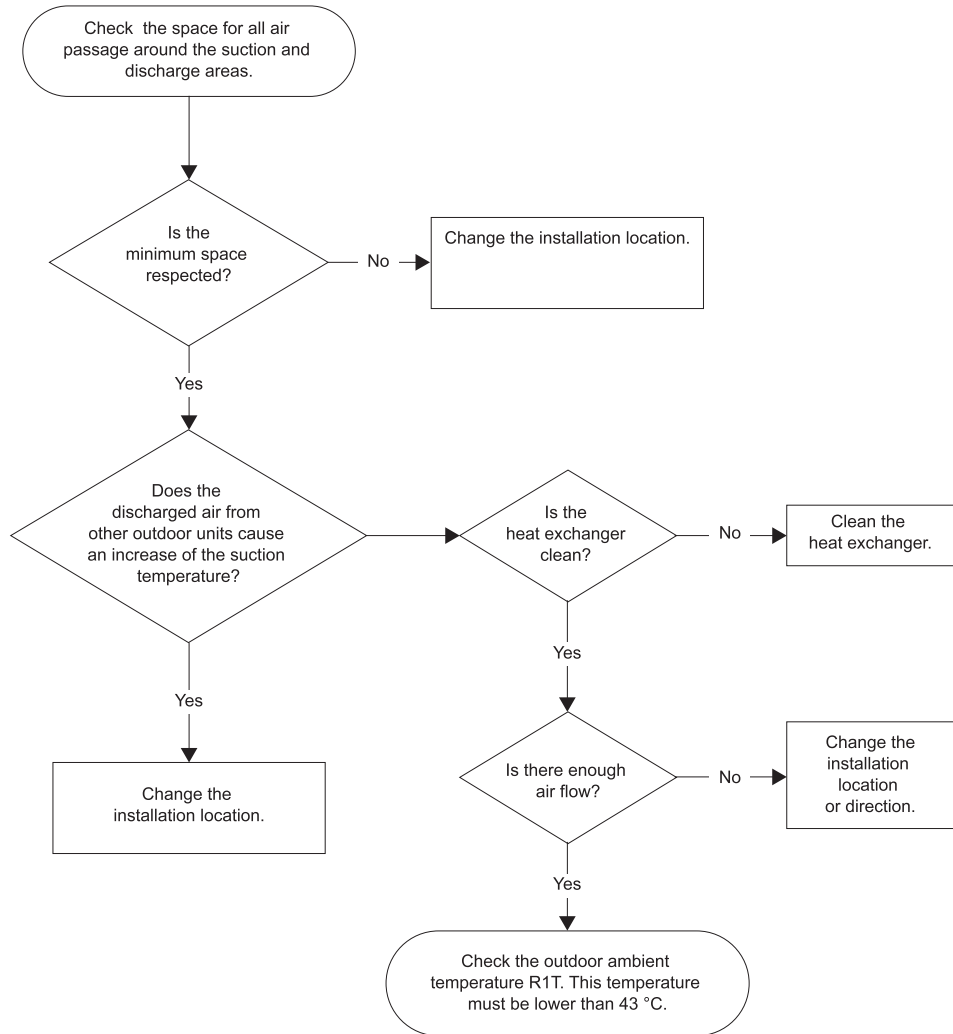 Check the space for all air
passage around the suction and
discharge areas.
Is the
minimum space
respected?
No
Change the installation location.
Yes
Does the
discharged air from
other outdoor units cause
an increase of the suction
temperature?
Is the
heat exchanger
clean?
No
Clean the
heat exchanger.
Yes
Yes
Change the
installation location.
Is there enough
air flow?
No
Change the
installation
location
or direction.
Yes
Check the outdoor ambient
temperature R1T. This temperature
must be lower than 43 °C.